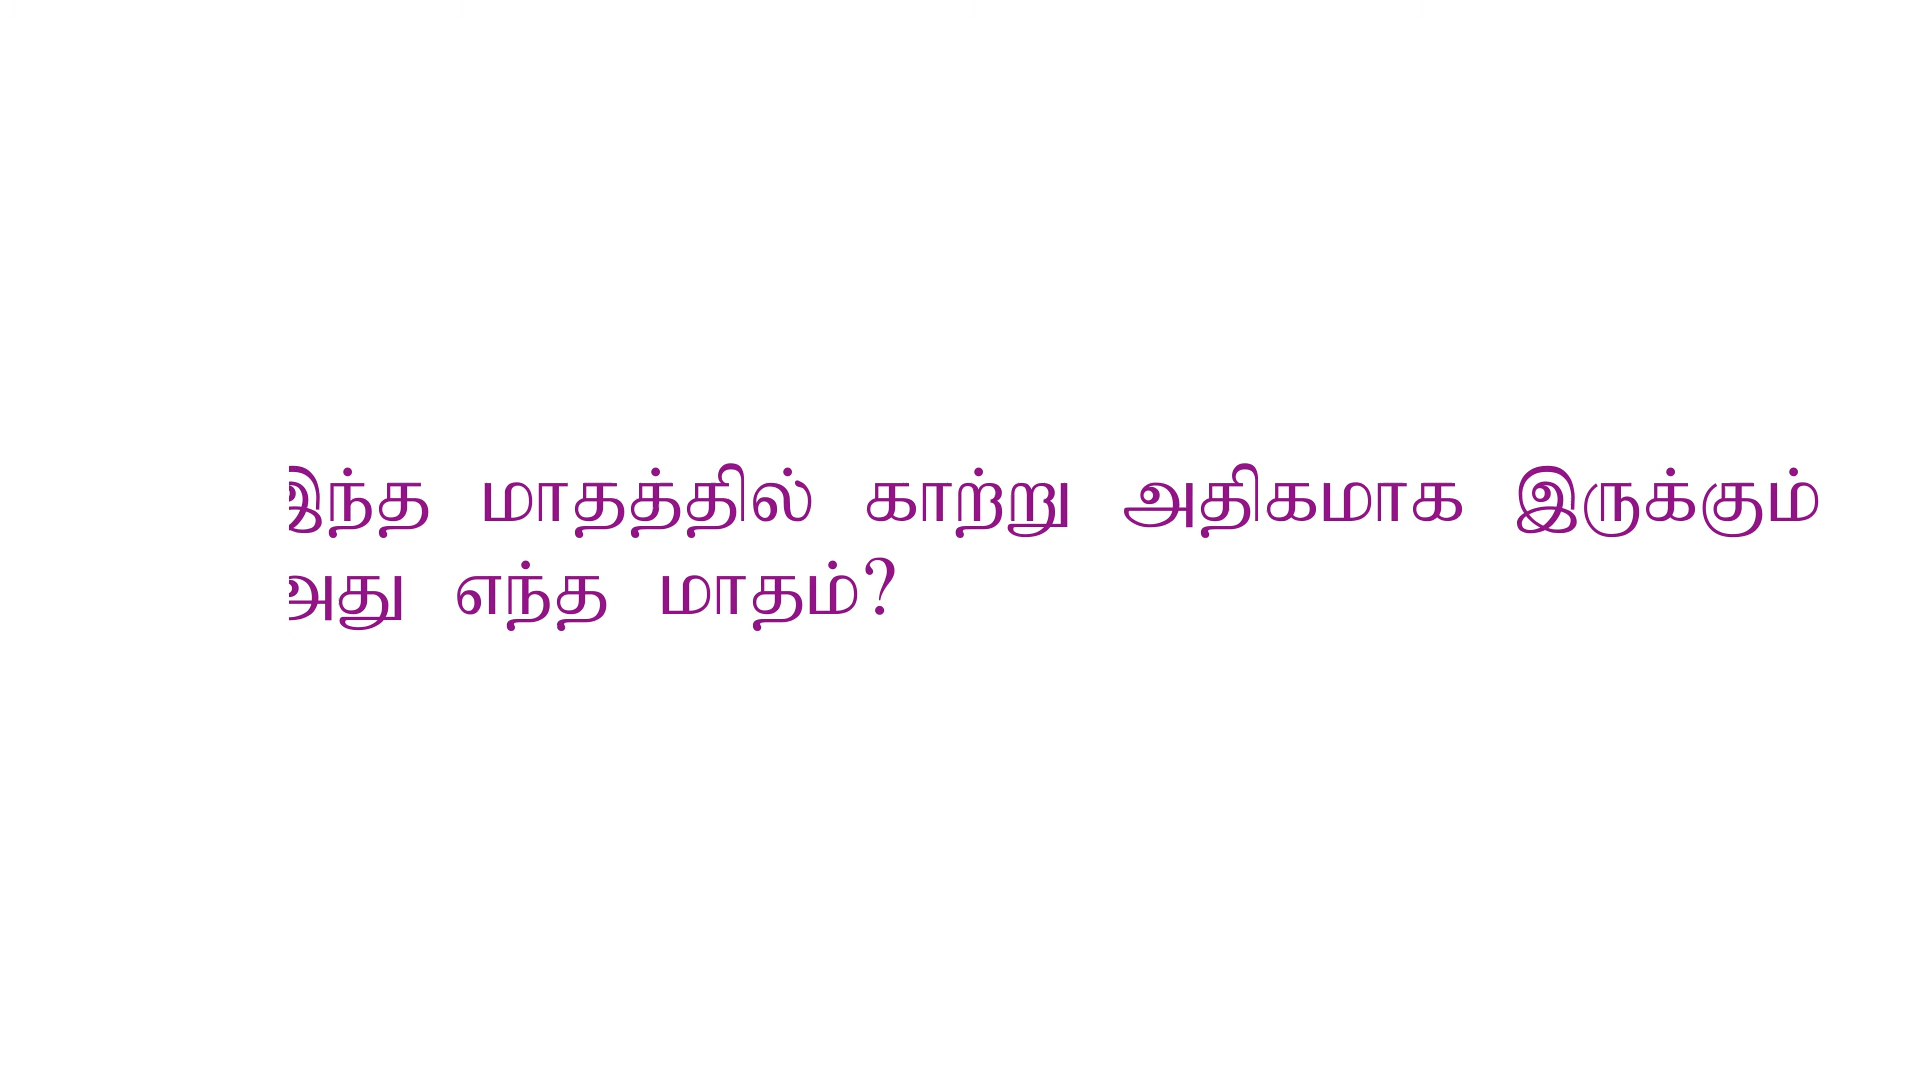 இந்த மாதத்தில் காற்று அதிகமாக இருக்கும்
அது எந்த மாதம்?